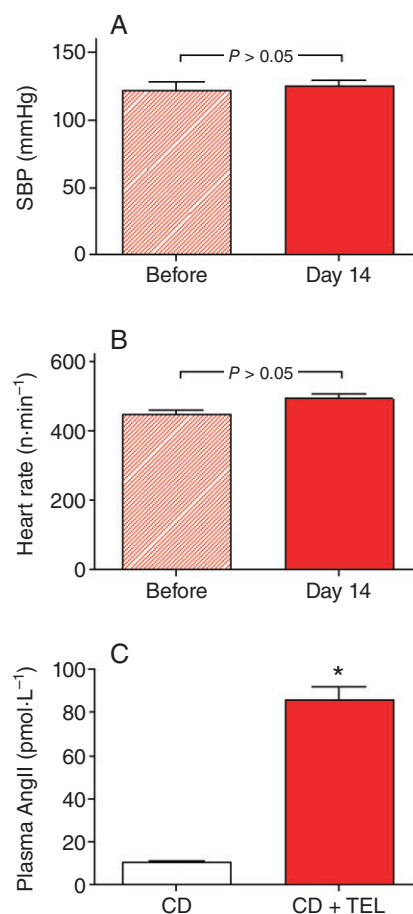 A
P > 0.05
SBP (mmHg)
150
100
50
0
Before
Day 14
B
P > 0.05
Heart rate (n·min⁻¹)
600
400
200
0
Before
Day 14
C
*
Plasma AngII (pmol·L⁻¹)
100
80
60
40
20
0
CD
CD + TEL